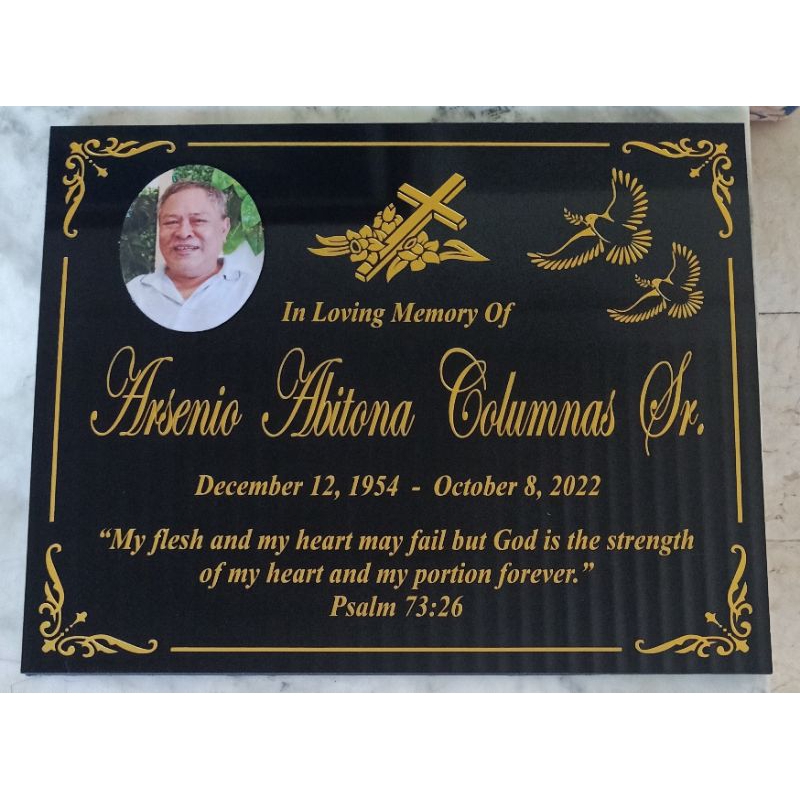 In Loving Memory Of
Arsenio Abitona Columnas Sr.
December 12, 1954 - October 8, 2022
“My flesh and my heart may fail but God is the strength
of my heart and my portion forever.”
Psalm 73:26